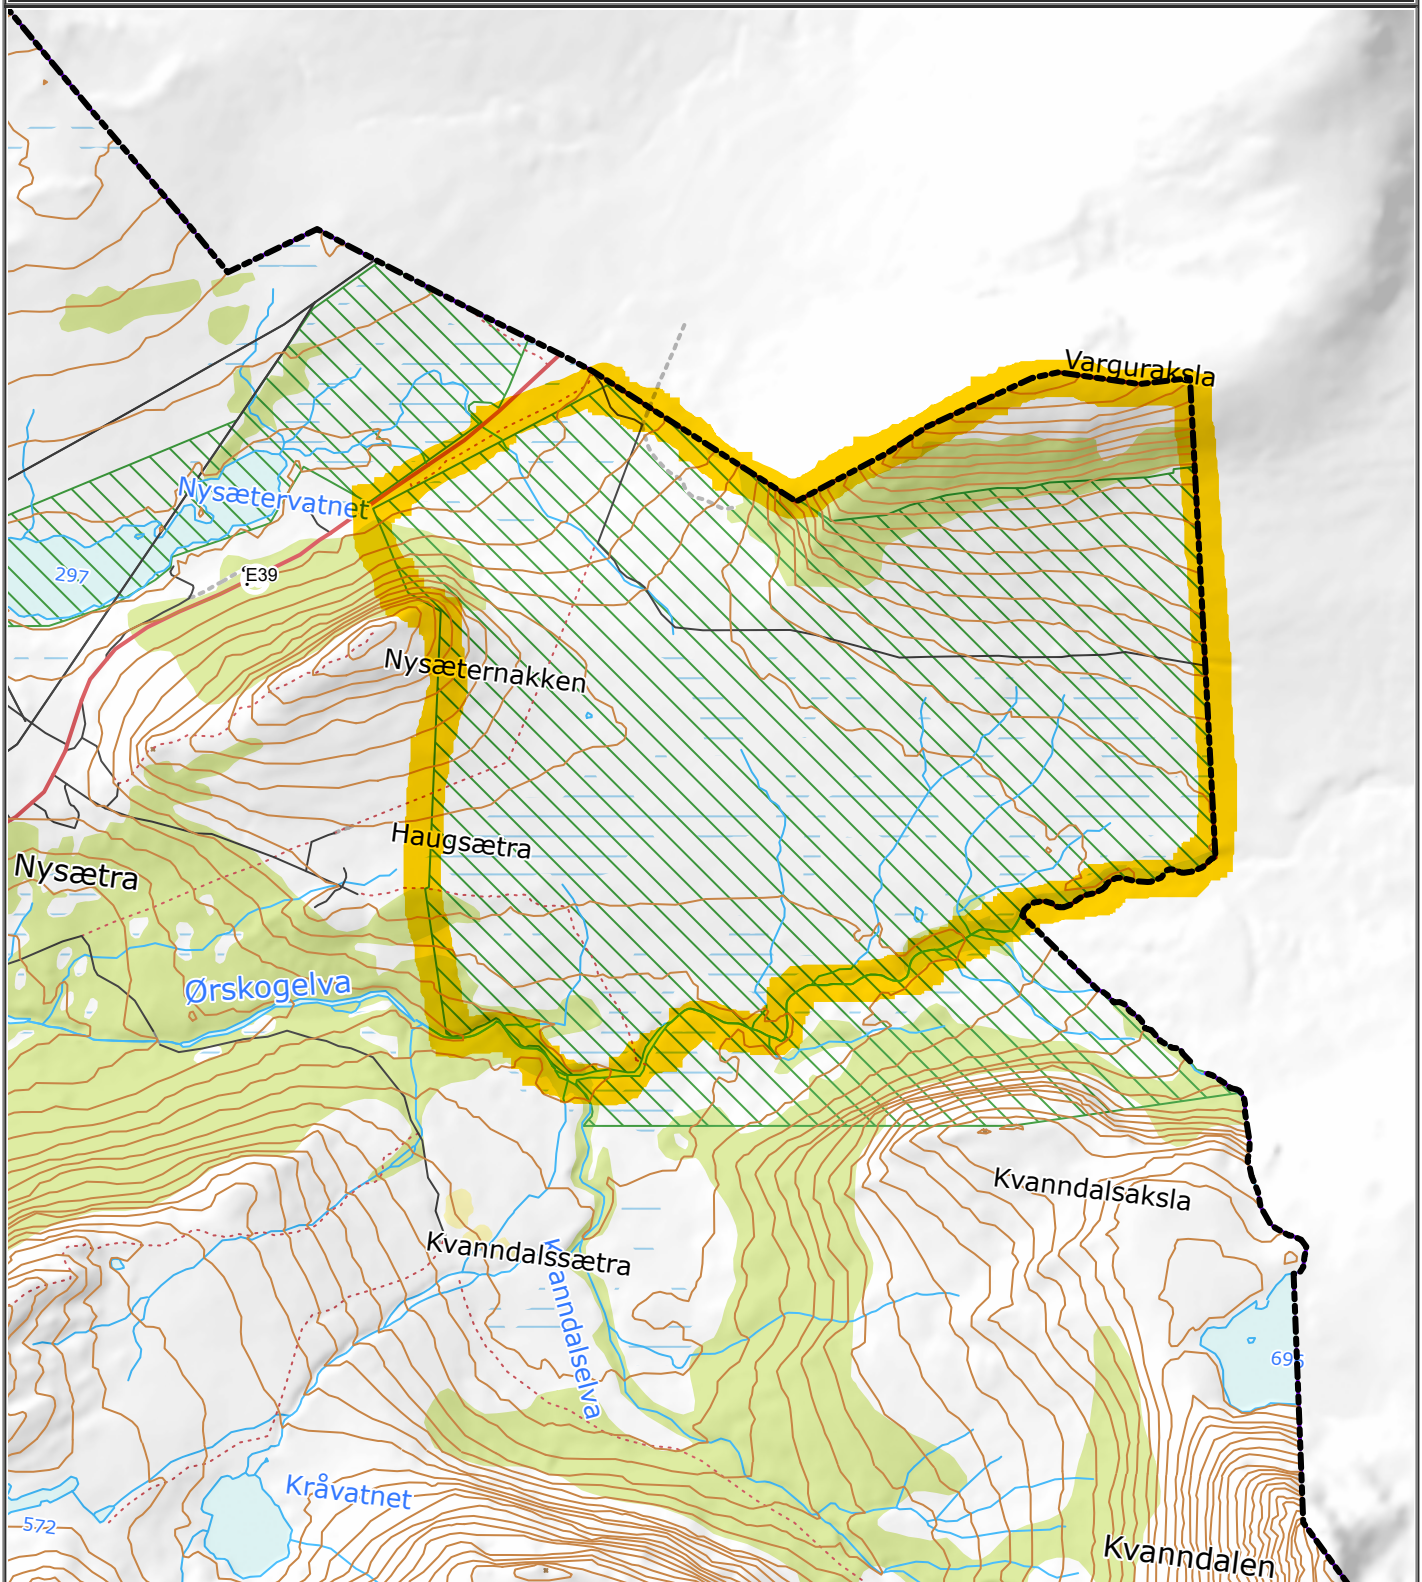 Varguraksla
Nysætervatnet
297
E39
Nysæternakken
Haugsætra
Nysætra
Ørskogelva
Kvanndalsaksla
Kvanndalssætra
Kvanndalselva
695
Kråvatnet
572
Kvanndalen